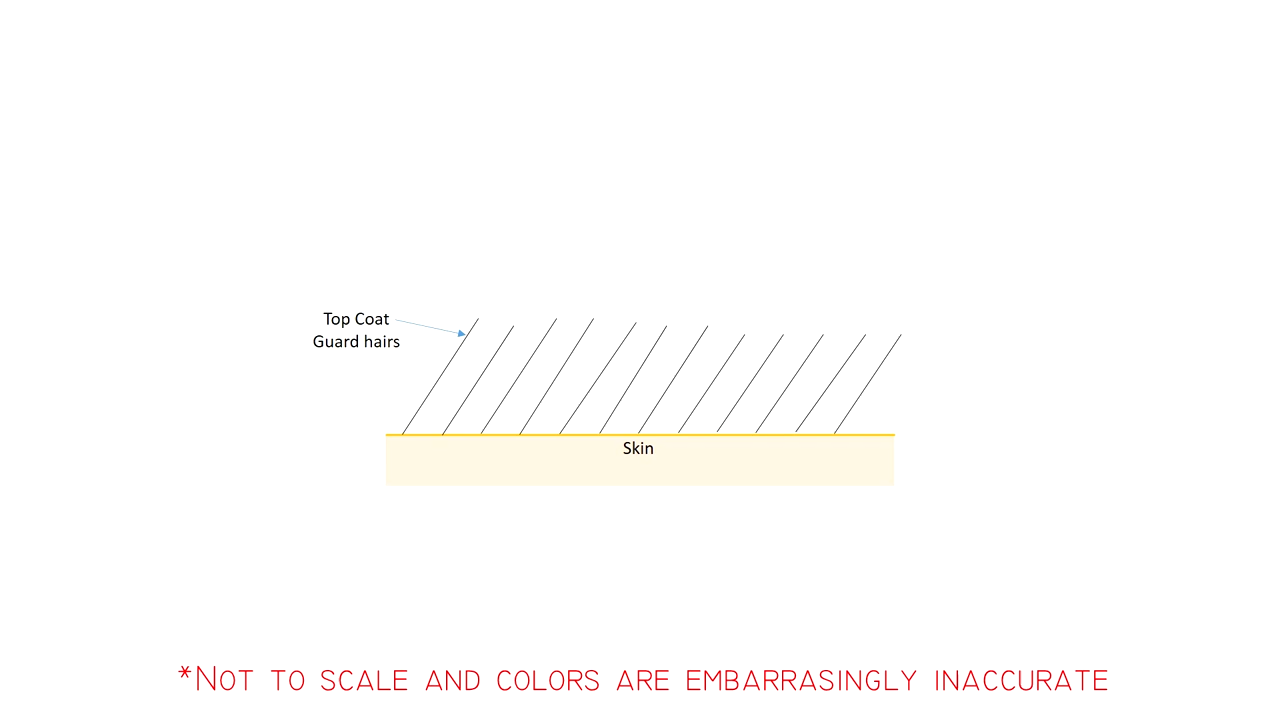 Top Coat
Guard hairs
Skin
*Not to scale and colors are embarrasingly inaccurate